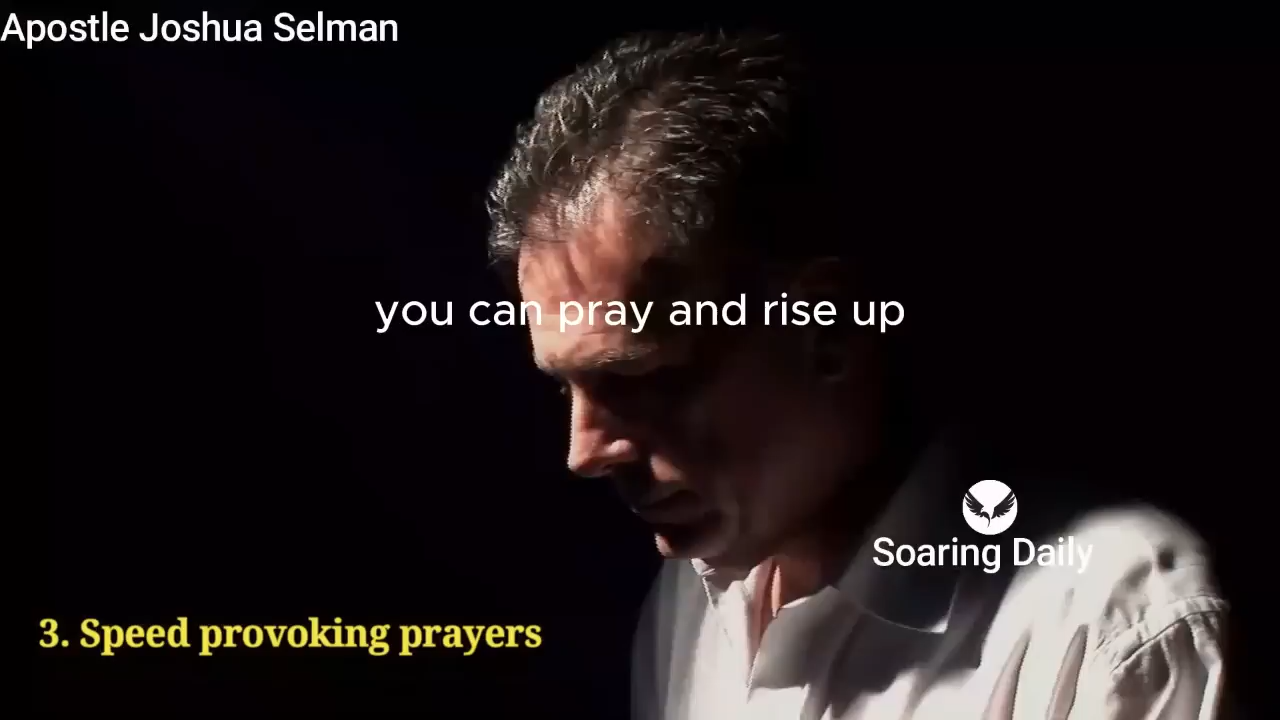 Apostle Joshua Selman
you can pray and rise up
Soaring Daily
3. Speed provoking prayers